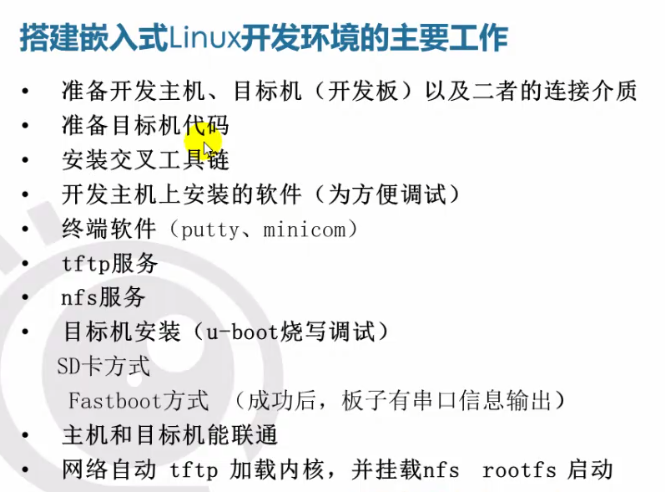 搭建嵌入式Linux开发环境的主要工作
• 准备开发主机、目标机（开发板）以及二者的连接介质
• 准备目标机代码
• 安装交叉工具链
• 开发主机上安装的软件（为方便调试）
• 终端软件（putty、minicom）
• tftp服务
• nfs服务
• 目标机安装（u-boot烧写调试）
SD卡方式
Fastboot方式 （成功后，板子有串口信息输出）
• 主机和目标机能联通
• 网络自动 tftp 加载内核，并挂载nfs rootfs 启动